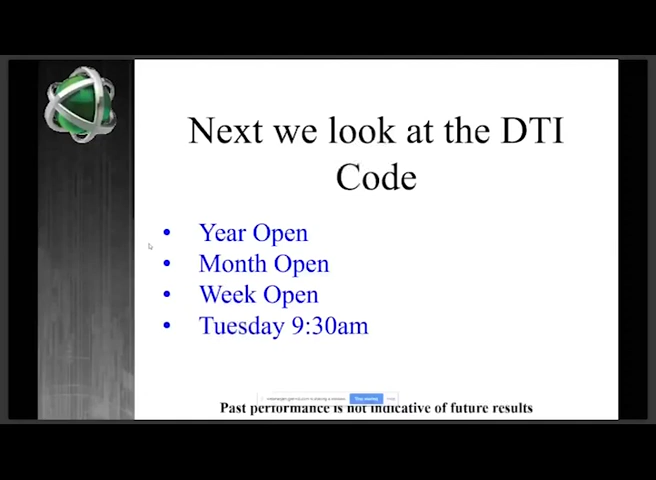 Next we look at the DTI
Code
• Year Open
• Month Open
• Week Open
• Tuesday 9:30am
Past performance is not indicative of future results